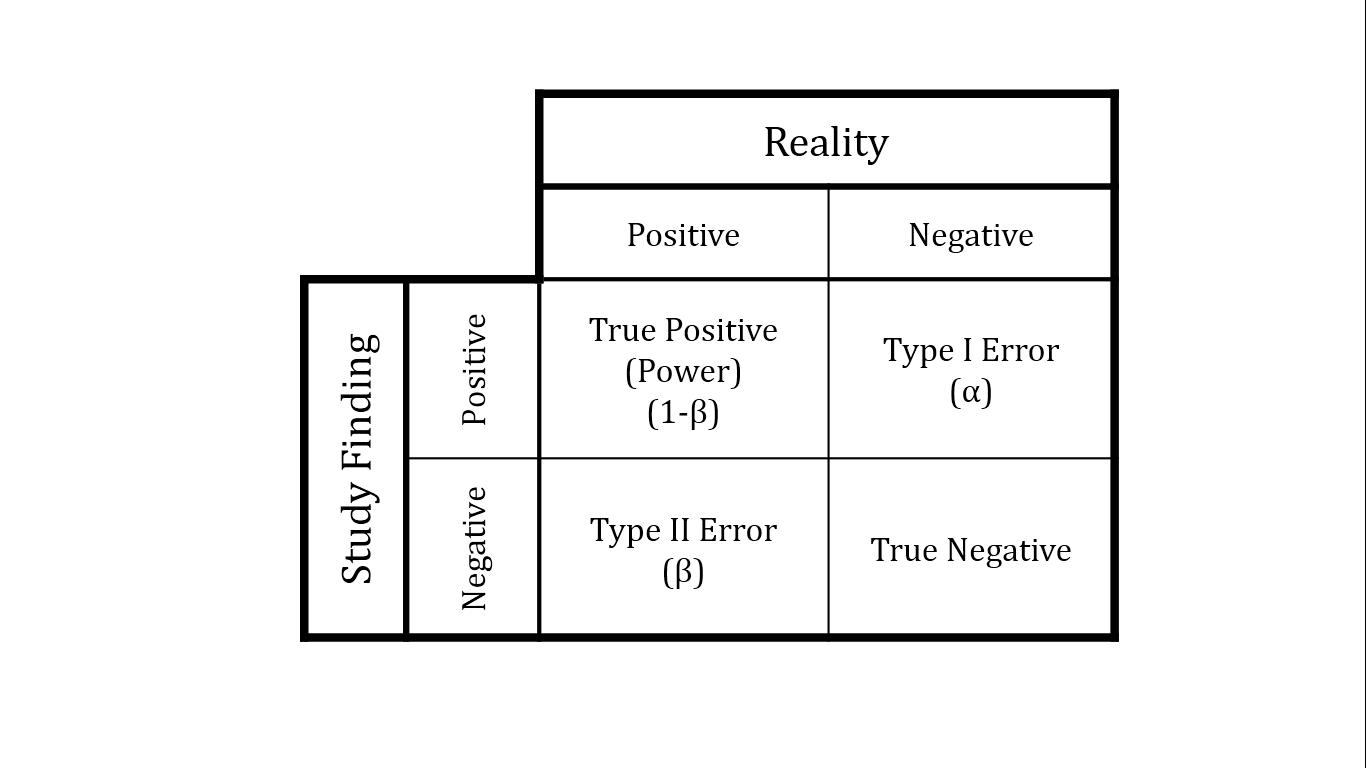 Reality
Positive
Negative
Study Finding
Positive
True Positive
(Power)
(1-β)
Type I Error
(α)
Negative
Type II Error
(β)
True Negative